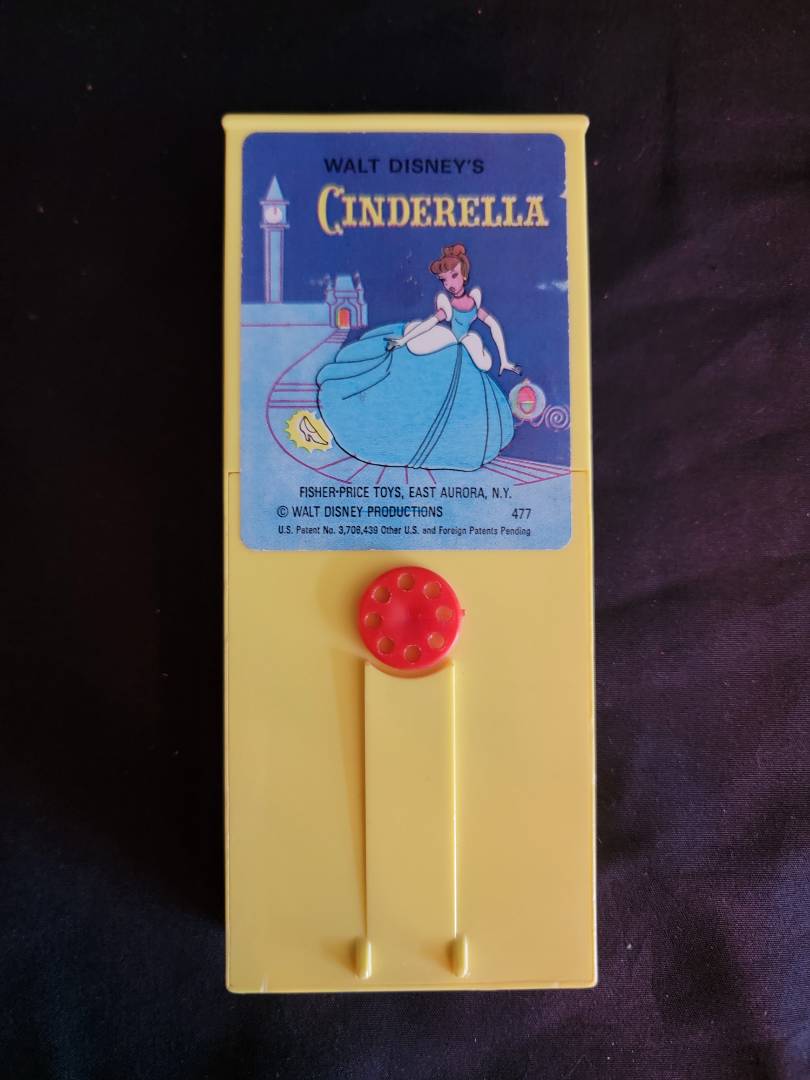 WALT DISNEY'S
CINDERELLA
FISHER-PRICE TOYS, EAST AURORA, N.Y.
© WALT DISNEY PRODUCTIONS 477
U.S. Patent No. 3,706,439 Other U.S. and Foreign Patents Pending